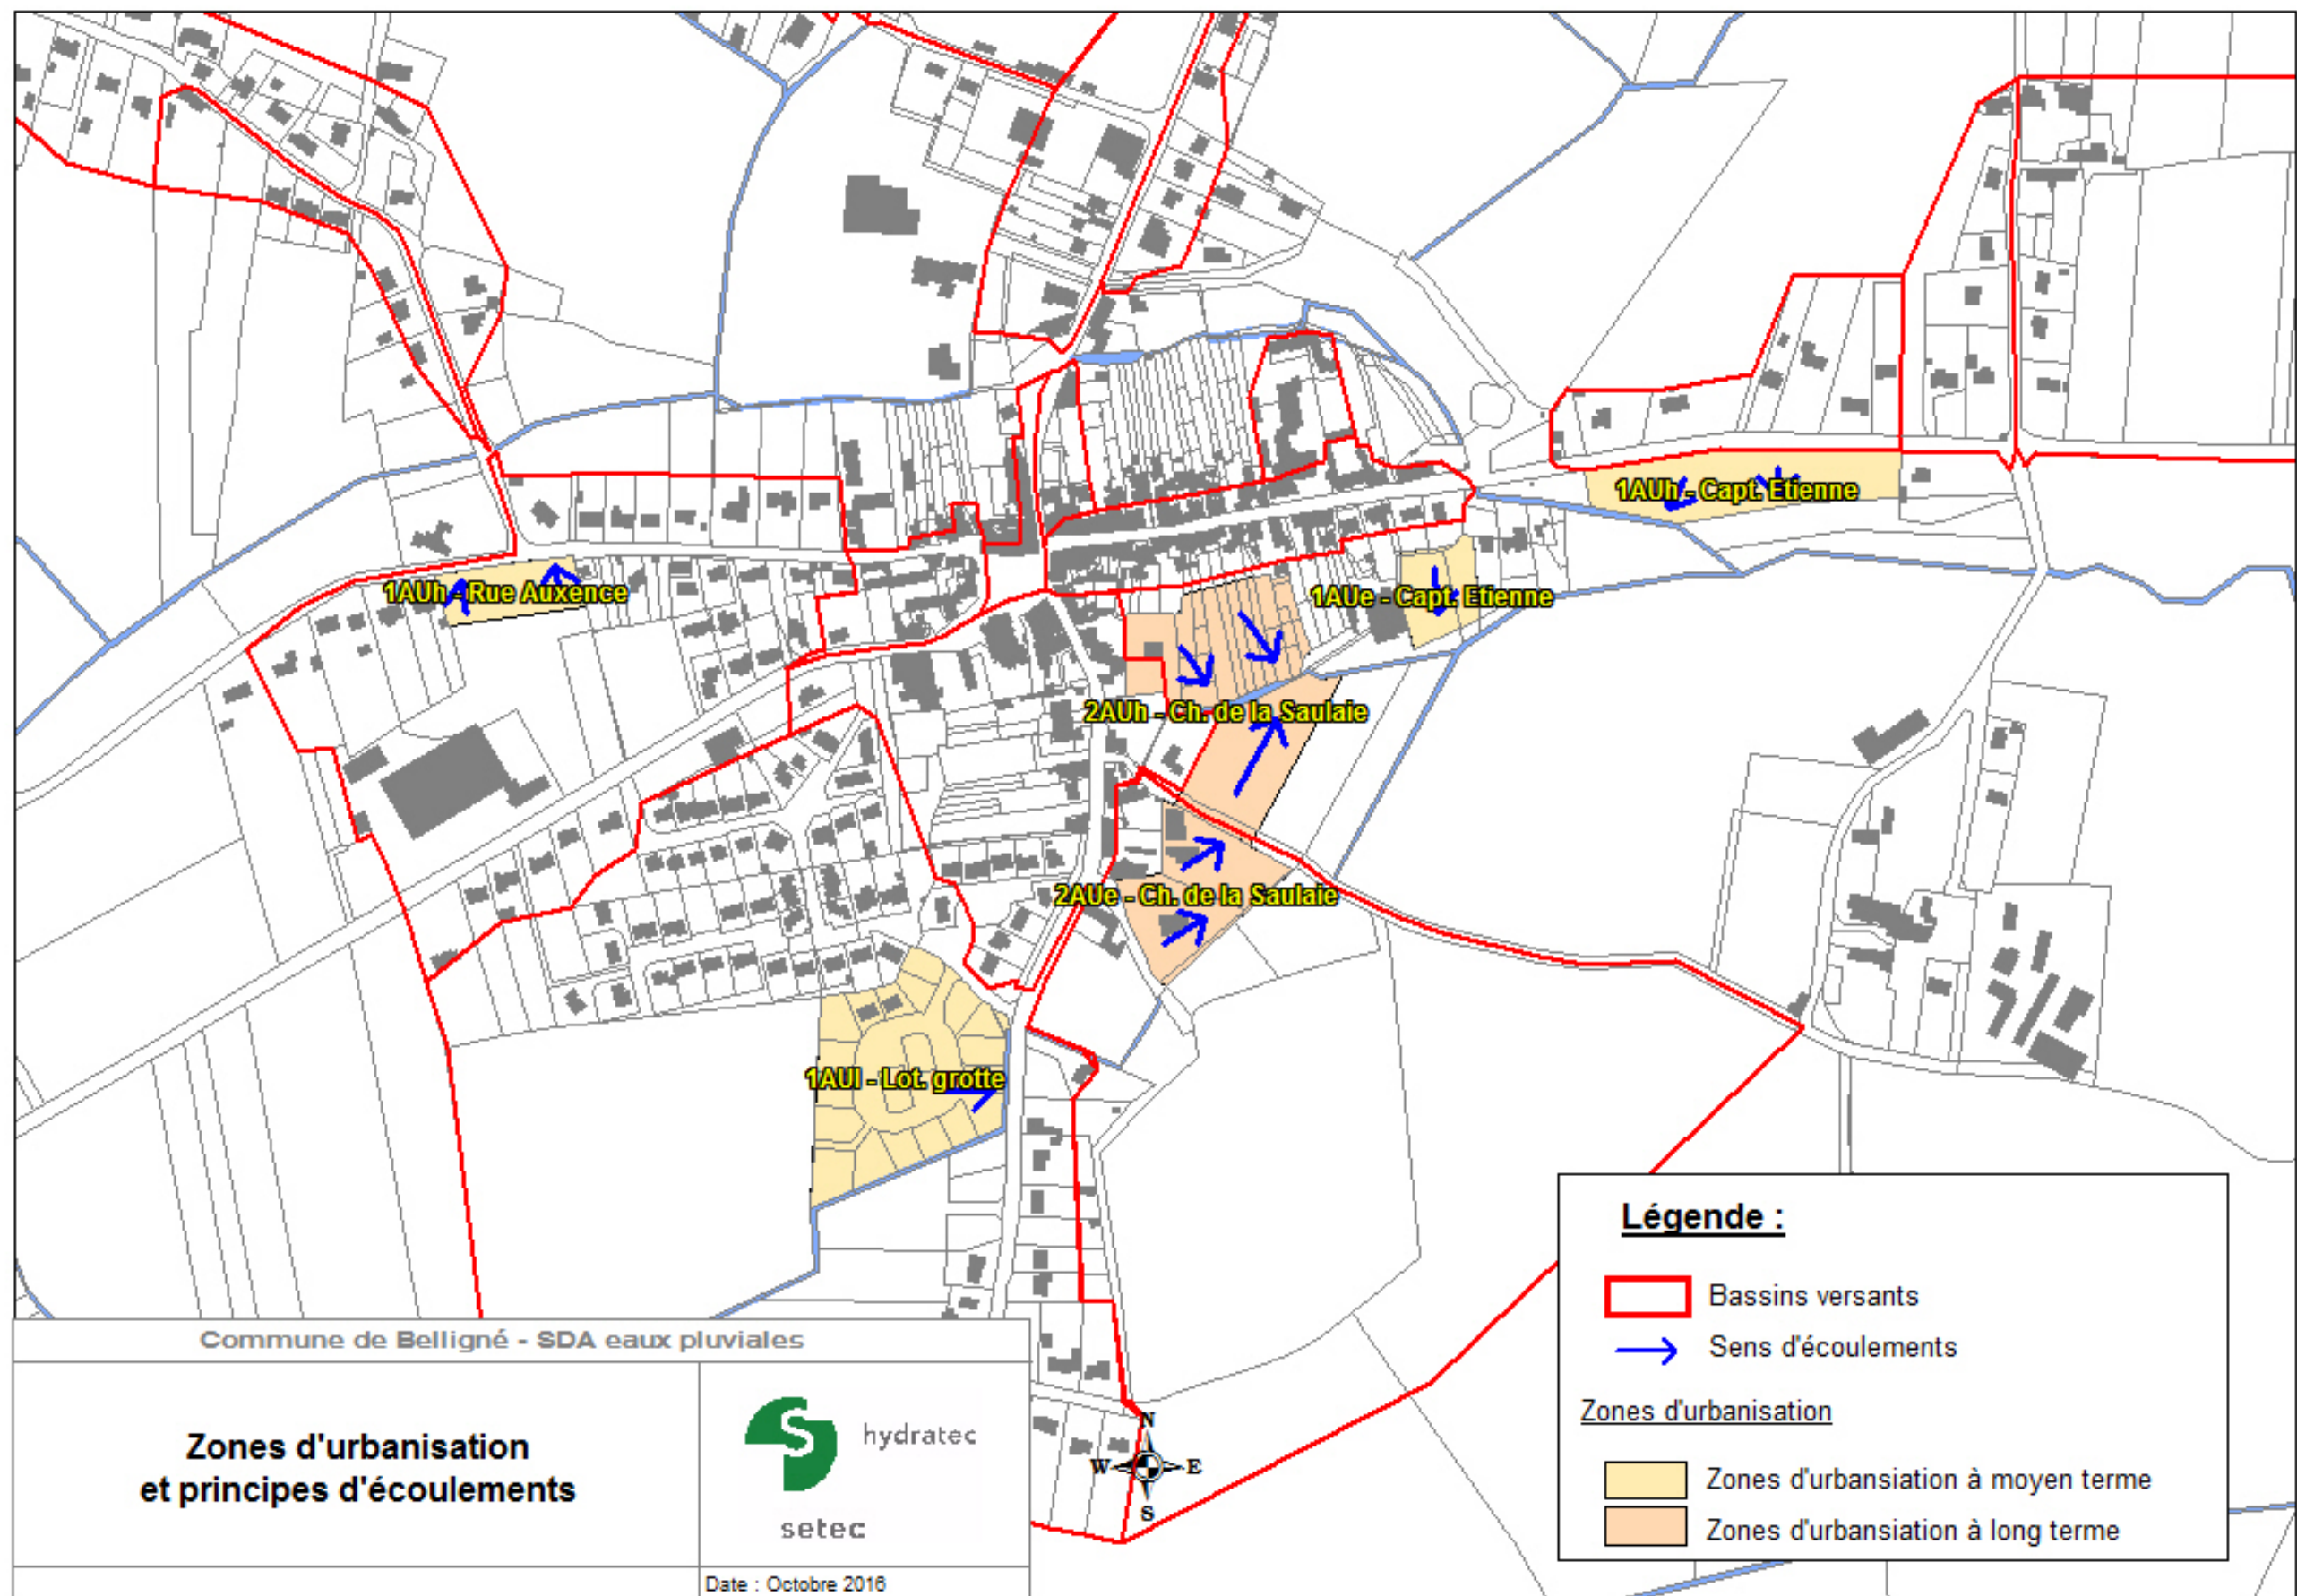 1AUh - Capt. Etienne
1AUh - Rue Auxence
1AUe - Capt. Etienne
2AUh - Ch. de la Saulaie
2AUe - Ch. de la Saulaie
1AUl - Lot. grotte
Légende :
Bassins versants
Sens d'écoulements
Zones d'urbanisation
Zones d'urbansiation à moyen terme
Zones d'urbansiation à long terme
N
W E
S
Commune de Belligné - SDA eaux pluviales
Zones d'urbanisation
et principes d'écoulements
hydratec
setec
Date : Octobre 2016